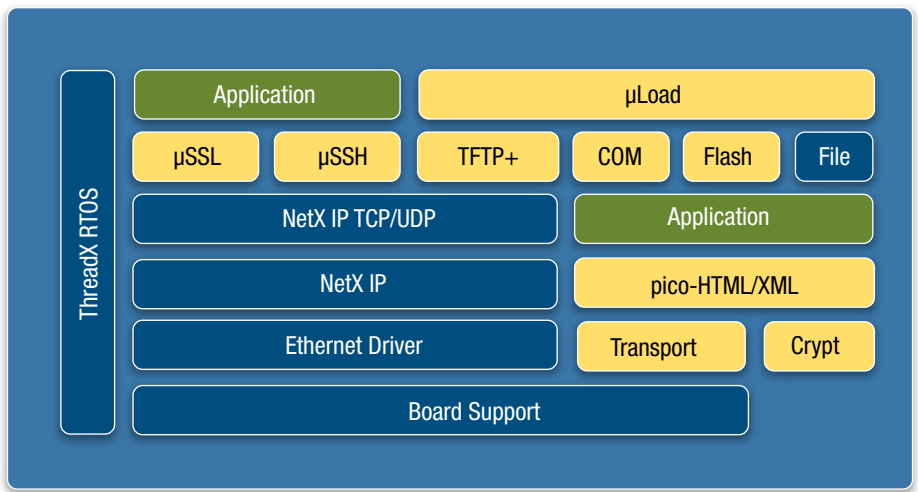 ThreadX RTOS
Application
µLoad
µSSL
µSSH
TFTP+
COM
Flash
File
NetX IP TCP/UDP
Application
NetX IP
pico-HTML/XML
Ethernet Driver
Transport
Crypt
Board Support